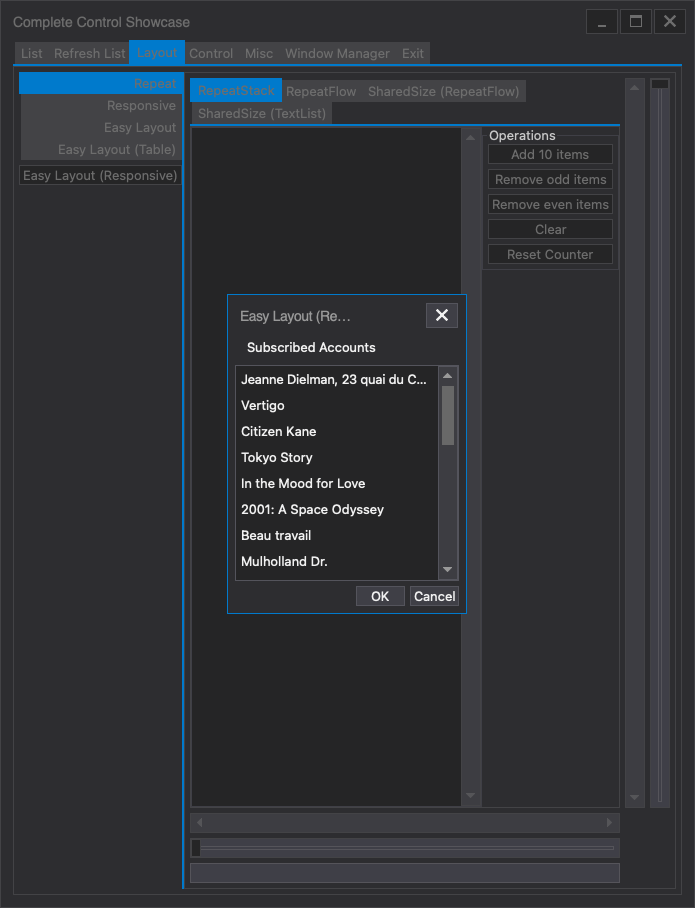 Complete Control Showcase
List Refresh List Layout Control Misc Window Manager Exit
Repeat
Responsive
Easy Layout
Easy Layout (Table)
Easy Layout (Responsive)
RepeatStack RepeatFlow SharedSize (RepeatFlow)
SharedSize (TextList)
Operations
Add 10 items
Remove odd items
Remove even items
Clear
Reset Counter
Easy Layout (Re...
Subscribed Accounts
Jeanne Dielman, 23 quai du C...
Vertigo
Citizen Kane
Tokyo Story
In the Mood for Love
2001: A Space Odyssey
Beau travail
Mulholland Dr.
OK Cancel